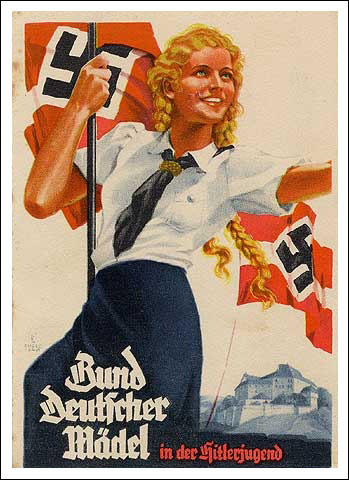 Bund
Deutscher
Mädel in der Hitlerjugend